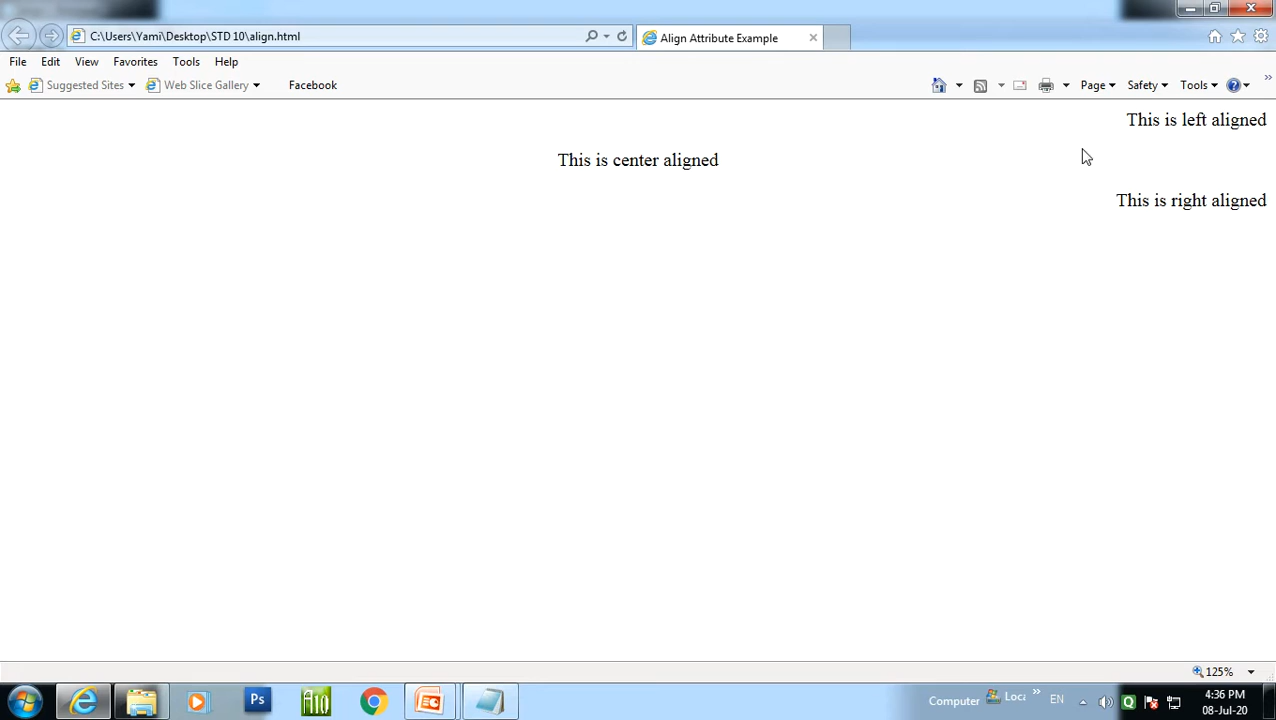 C:\Users\Yami\Desktop\STD 10\align.html
Align Attribute Example
File Edit View Favorites Tools Help
Suggested Sites Web Slice Gallery Facebook
Page Safety Tools
This is left aligned
This is center aligned
This is right aligned
125%
Ps
Computer Loca » EN
4:36 PM
08-Jul-20